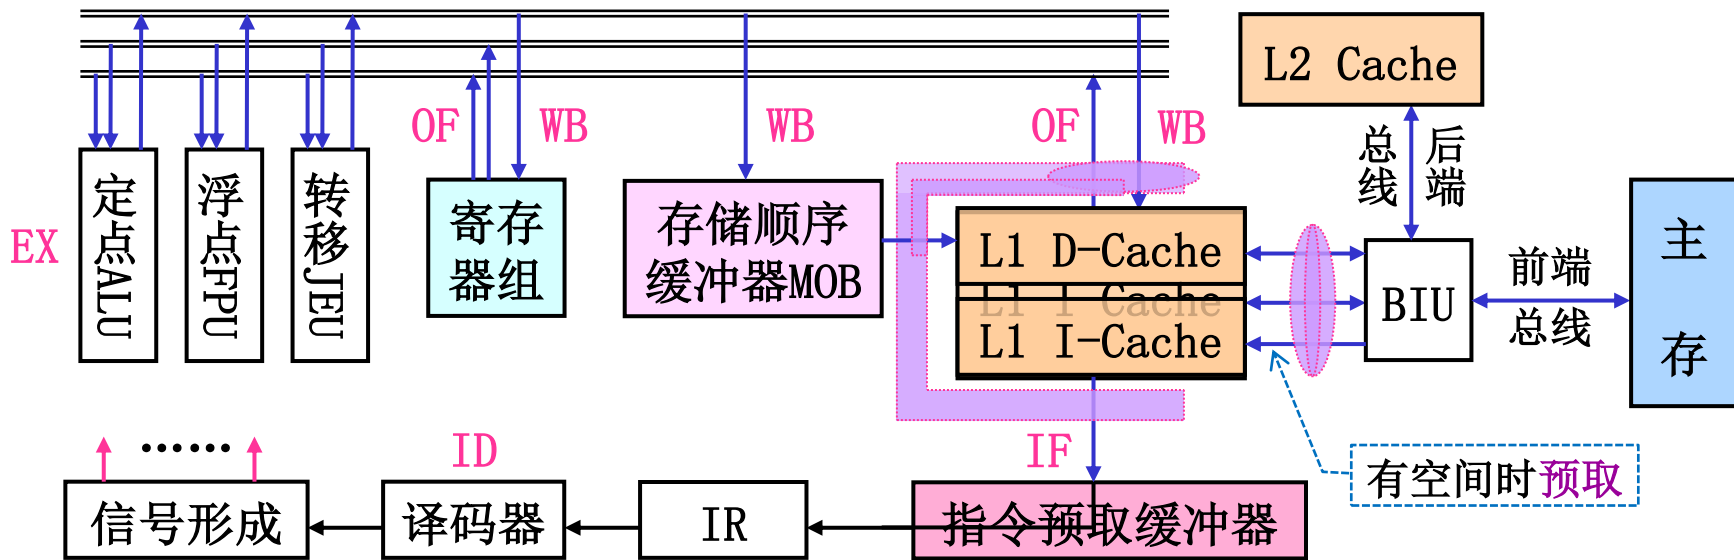 L2 Cache
OF
WB
WB
OF
WB
总线
后端
EX
定点ALU
浮点FPU
转移JEU
寄存
器组
存储顺序
缓冲器MOB
L1 D-Cache
L1 I Cache
L1 I-Cache
BIU
前端
总线
主
存
……
ID
IF
有空间时预取
信号形成
译码器
IR
指令预取缓冲器